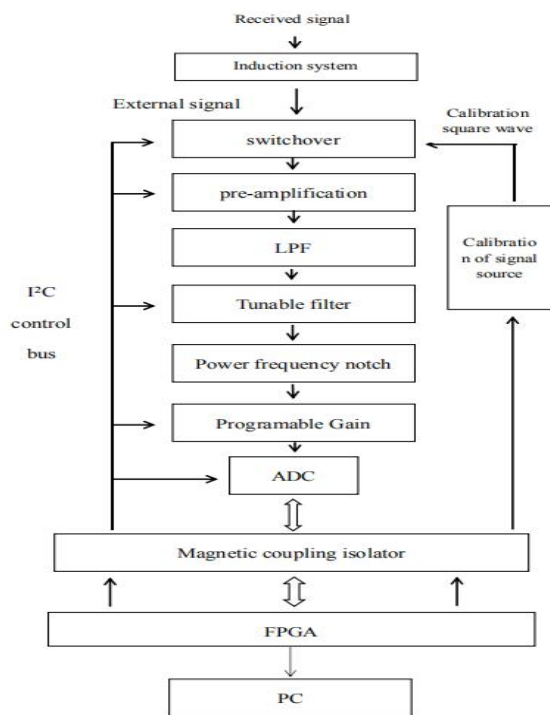 Received signal
Induction system
External signal
Calibration
square wave
switchover
pre-amplification
LPF
Calibratio
n of signal
source
I²C
control
bus
Tunable filter
Power frequency notch
Programable Gain
ADC
Magnetic coupling isolator
FPGA
PC